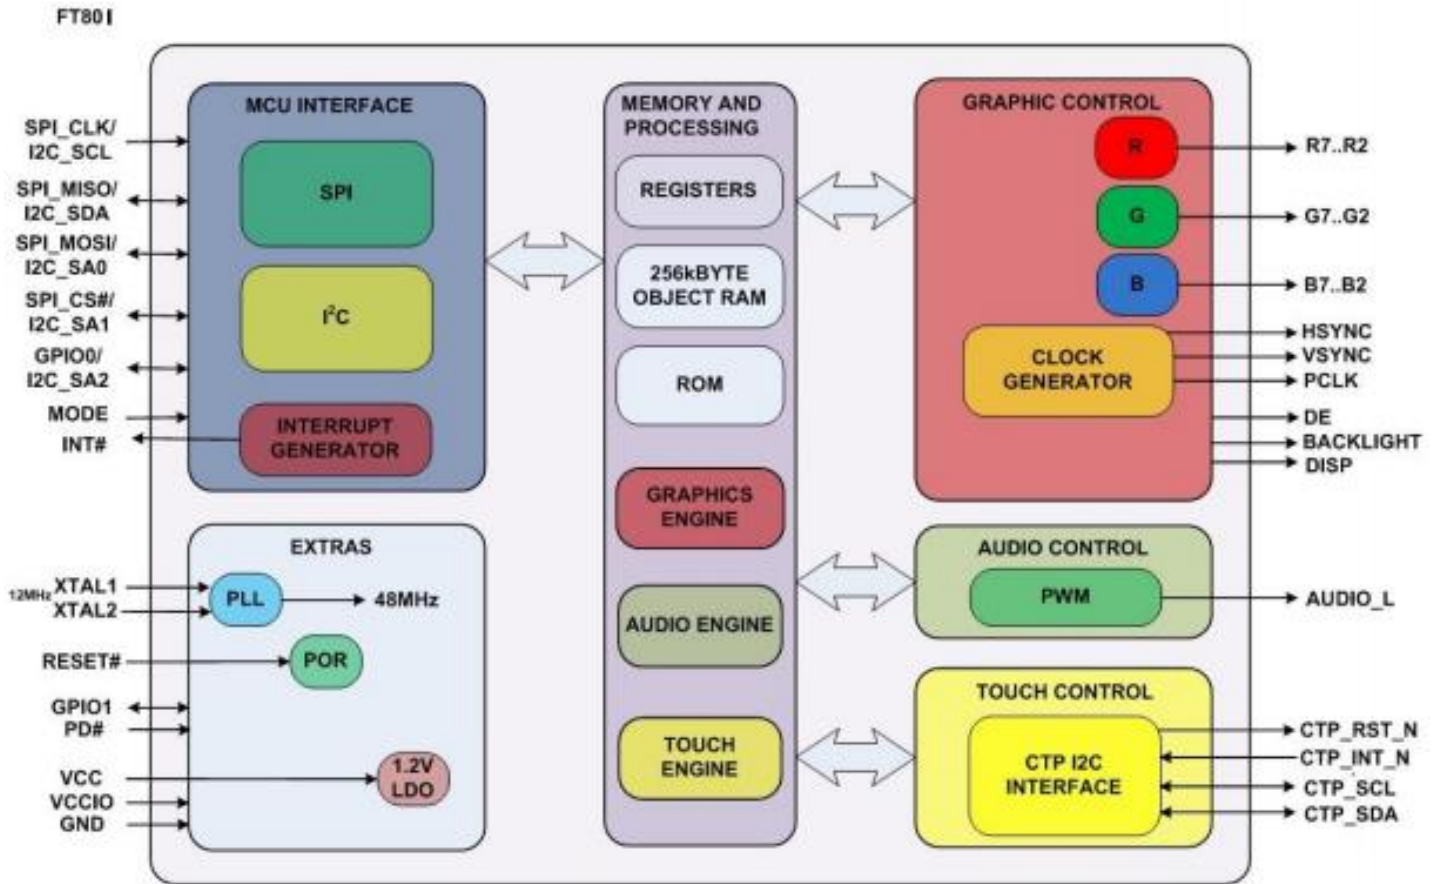 FT801
MCU INTERFACE
SPI_CLK/
I2C_SCL
SPI_MISO/
I2C_SDA
SPI_MOSI/
I2C_SA0
SPI_CS#/
I2C_SA1
GPIO0/
I2C_SA2
MODE
INT#
SPI
I²C
INTERRUPT
GENERATOR
EXTRAS
12MHz
XTAL1
XTAL2
PLL
48MHz
RESET#
POR
GPIO1
PD#
VCC
VCCIO
GND
1.2V
LDO
MEMORY AND
PROCESSING
REGISTERS
256kBYTE
OBJECT RAM
ROM
GRAPHICS
ENGINE
AUDIO ENGINE
TOUCH
ENGINE
GRAPHIC CONTROL
R
R7..R2
G
G7..G2
B
B7..B2
CLOCK
GENERATOR
HSYNC
VSYNC
PCLK
DE
BACKLIGHT
DISP
AUDIO CONTROL
PWM
AUDIO_L
TOUCH CONTROL
CTP I2C
INTERFACE
CTP_RST_N
CTP_INT_N
CTP_SCL
CTP_SDA